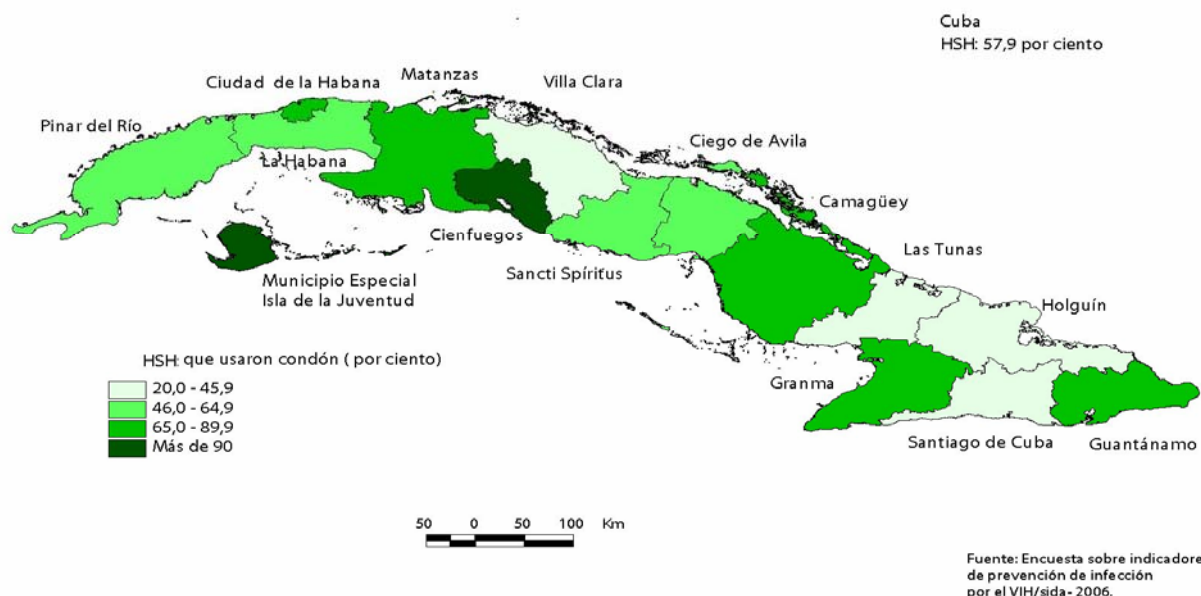 Cuba
HSH: 57,9 por ciento
Ciudad de la Habana
Matanzas
Villa Clara
Pinar del Río
Ciego de Avila
La Habana
Camagüey
Cienfuegos
Las Tunas
Sancti Spíritus
Municipio Especial
Isla de la Juventud
Holguín
HSH: que usaron condón ( por ciento)
20,0 - 45,9
46,0 - 64,9
65,0 - 89,9
Más de 90
Granma
Santiago de Cuba
Guantánamo
50 0 50 100 Km
Fuente: Encuesta sobre indicadore
de prevención de infección
por el VIH/sida- 2006.